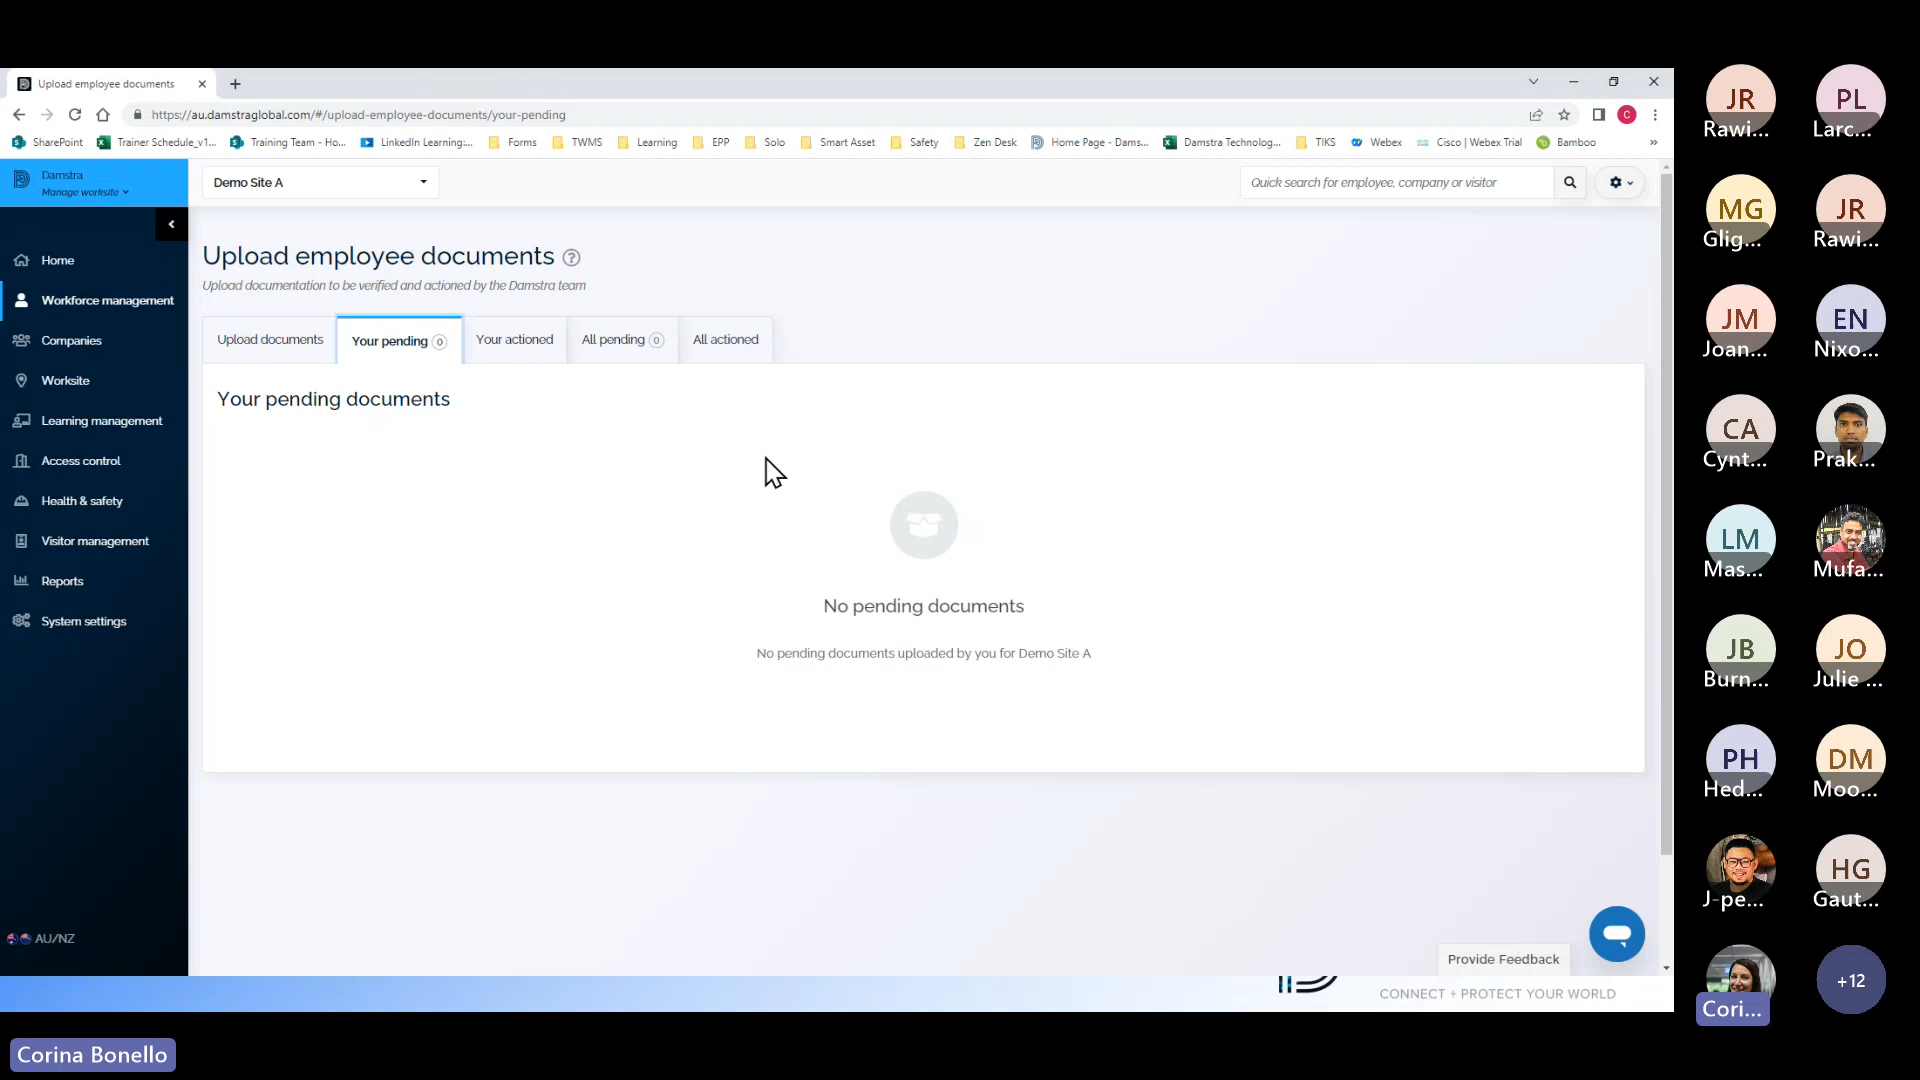 Upload employee documents
https://au.damstraglobal.com/#/upload-employee-documents/your-pending
SharePoint
Trainer Schedule_v1...
Training Team - Ho...
LinkedIn Learning:...
Forms
TWMS
Learning
EPP
Solo
Smart Asset
Safety
Zen Desk
Home Page - Dams...
Damstra Technolog...
TIKS
Webex
Cisco | Webex Trial
Bamboo
»
C
Damstra
Manage worksite
Demo Site A
Quick search for employee, company or visitor
Home
Workforce management
Companies
Worksite
Learning management
Access control
Health & safety
Visitor management
Reports
System settings
AU/NZ
Upload employee documents ?
Upload documentation to be verified and actioned by the Damstra team
Upload documents
Your pending 0
Your actioned
All pending 0
All actioned
Your pending documents
No pending documents
No pending documents uploaded by you for Demo Site A
Provide Feedback
CONNECT + PROTECT YOUR WORLD
JR
Rawi...
PL
Larc...
MG
Glig...
JR
Rawi...
JM
Joan...
EN
Nixo...
CA
Cynt...
Prak...
LM
Mas...
Mufa...
JB
Burn...
JO
Julie ...
PH
Hed...
DM
Moo...
J-pe...
HG
Gaut...
Cori...
+12
Corina Bonello